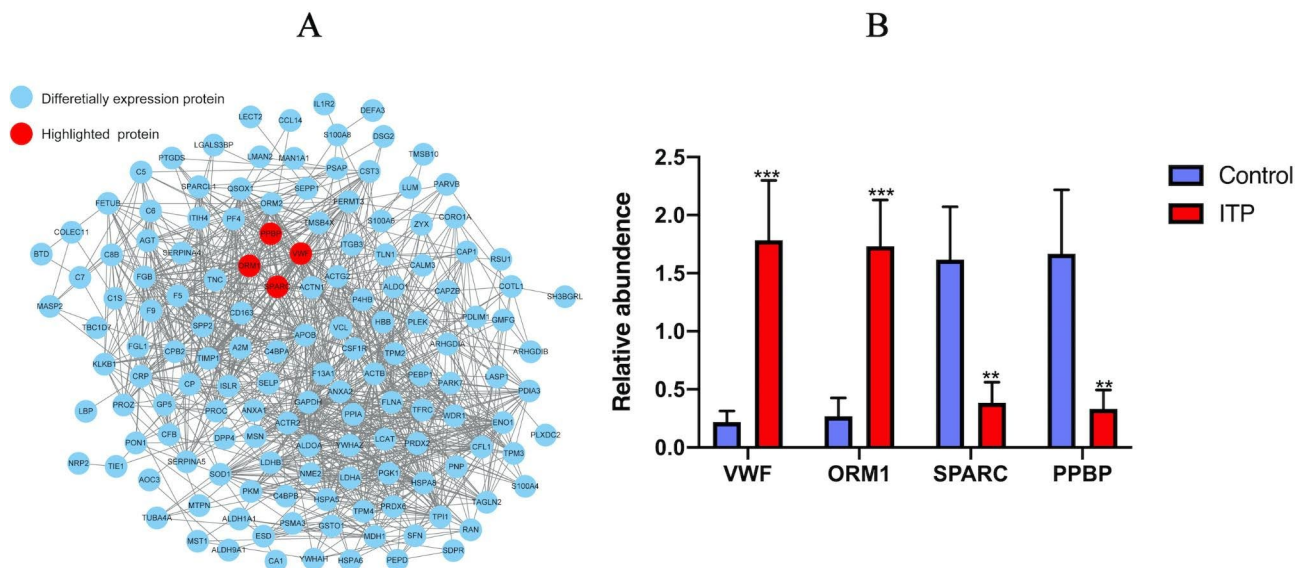 A
B
Differetially expression protein
Highlighted protein
IL1R2
DEFA3
LECT2
CCL14
S100A8
DSG2
LGALS3BP
PTGDS
LMAN2
MAN1A1
PSAP
CST3
TMSB10
C5
SPARCL1
QSOX1
SEPP1
LUM
PARVB
FETUB
C6
ITIH4
PF4
ORM2
FERMT3
TMSB4X
S100A6
ZYX
CORO1A
COLEC11
AGT
SERPINA4
PPBP
VWF
ITGB3
TLN1
CALM3
CAP1
RSU1
BTD
C8B
C7
FGB
TNC
ORM1
SPARC
ACTN1
ACTG2
TALDO1
CAPZB
COTL1
SH3BGRL
MASP2
C1S
F5
F9
CD163
P4HB
HBB
PLEK
PDLIM1
GMFG
TBC1D7
SPP2
APOB
VCL
CSF1R
ARHGDIA
ARHGDIB
KLKB1
FGL1
CPB2
TIMP1
A2M
C4BPA
TPM2
CRP
CP
ISLR
SELP
F13A1
ANXA2
ACTB
PEBP1
PARK7
LASP1
PDIA3
LBP
PROZ
GP5
PROC
ANXA1
GAPDH
PPIA
FLNA
TFRC
WDR1
ENO1
PON1
CFB
DPP4
MSN
ACTR2
ALDOA
YWHAZ
LCAT
PRDX2
CFL1
PLXDC2
NRP2
TIE1
SERPINA5
SOD1
LDHB
NME2
LDHA
PGK1
HSPA8
PNP
TPM3
AOC3
MTPN
PKM
C4BPB
HSPA5
TPM4
PRDX6
TAGLN2
S100A4
TUBA4A
ALDH1A1
PSMA3
GSTO1
TPI1
MST1
ALDH9A1
ESD
MDH1
SFN
RAN
CA1
YWHAH
HSPA6
PEPD
SDPR
Relative abundance
2.5
2.0
1.5
1.0
0.5
0.0
***
***
**
**
VWF
ORM1
SPARC
PPBP
Control
ITP